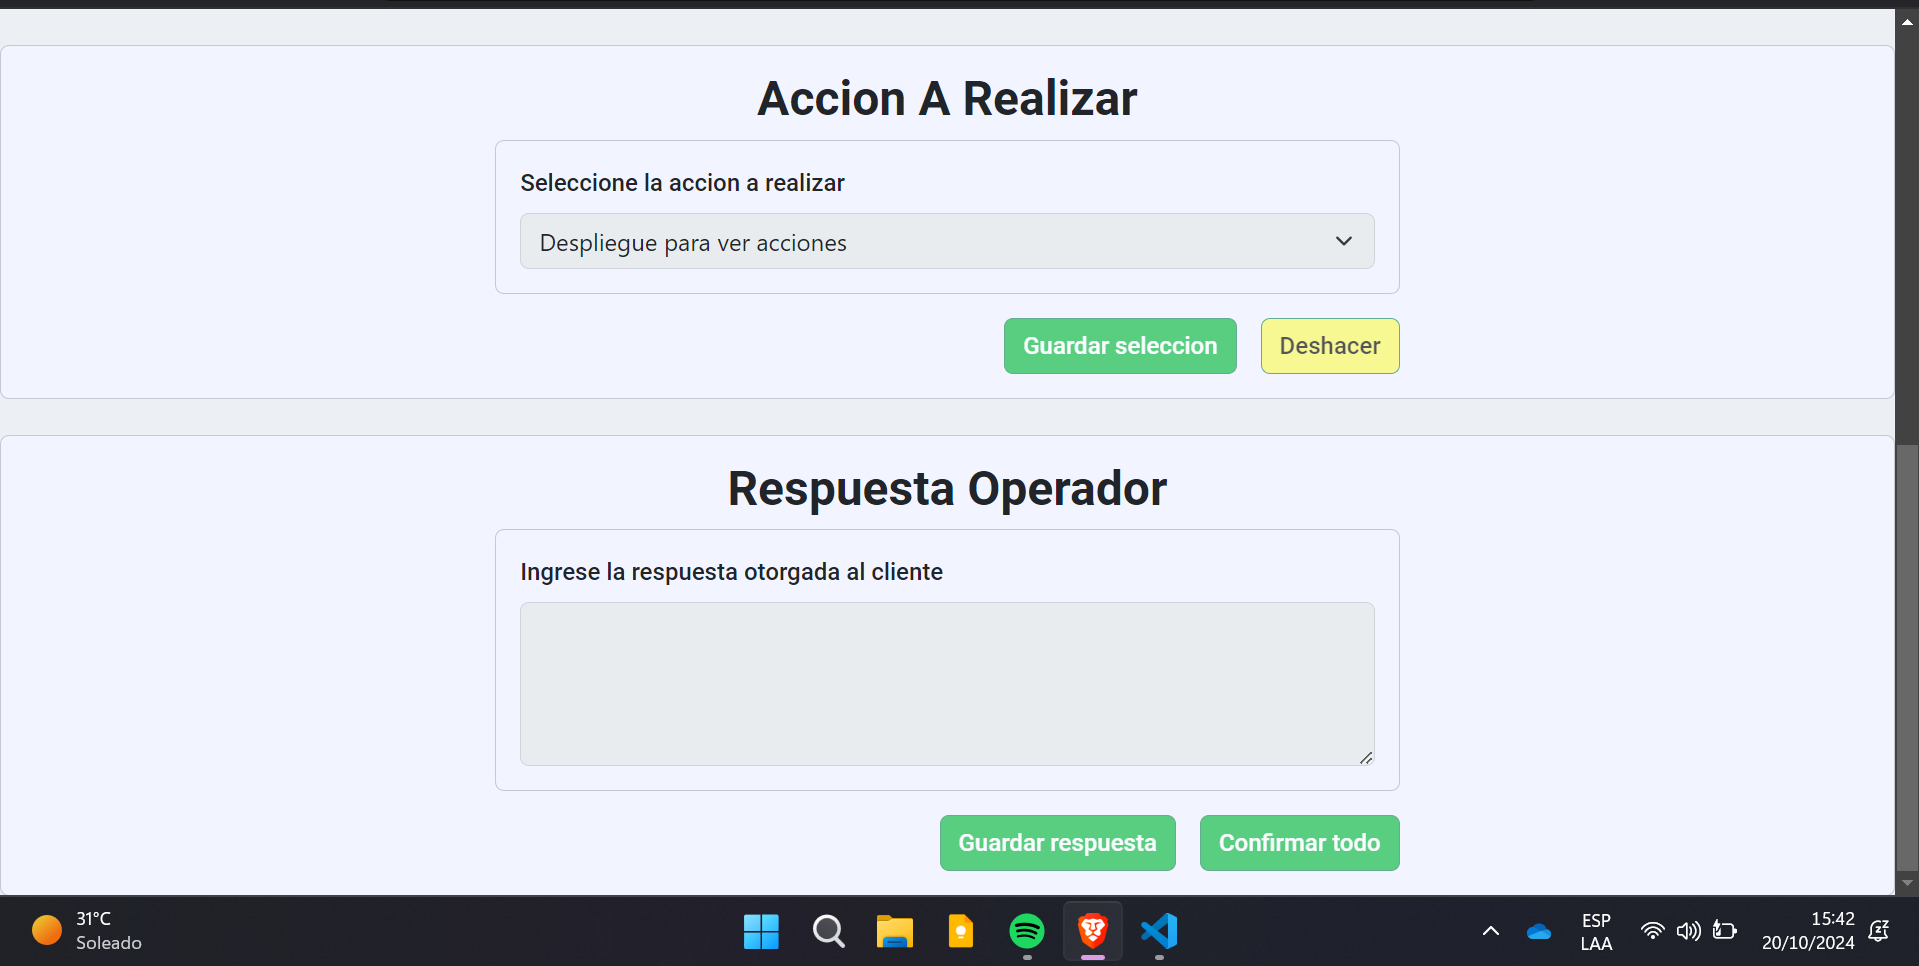 Accion A Realizar
Seleccione la accion a realizar
Despliegue para ver acciones
Guardar seleccion
Deshacer
Respuesta Operador
Ingrese la respuesta otorgada al cliente
Guardar respuesta
Confirmar todo
31°C
Soleado
ESP
LAA
15:42
20/10/2024